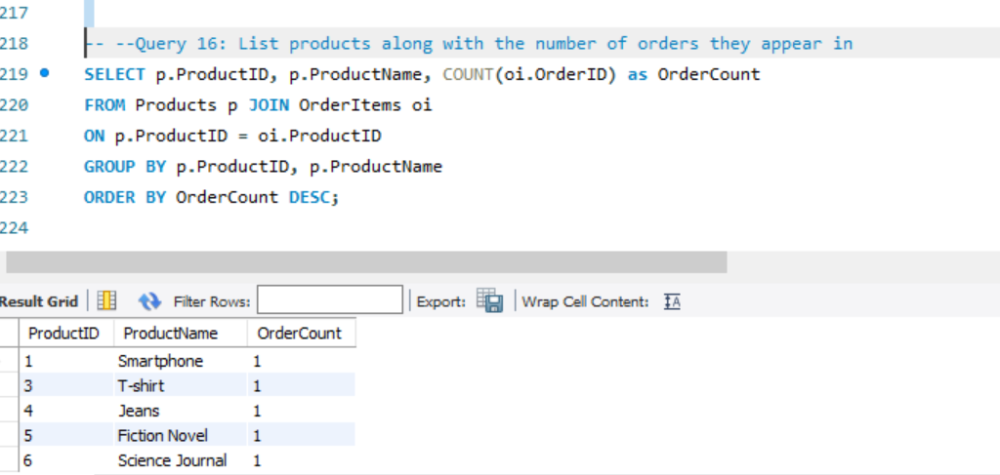 217
218 -- --Query 16: List products along with the number of orders they appear in
219 SELECT p.ProductID, p.ProductName, COUNT(oi.OrderID) as OrderCount
220 FROM Products p JOIN OrderItems oi
221 ON p.ProductID = oi.ProductID
222 GROUP BY p.ProductID, p.ProductName
223 ORDER BY OrderCount DESC;
224
Result Grid Filter Rows: Export: Wrap Cell Content: IA
ProductID ProductName OrderCount
1 Smartphone 1
3 T-shirt 1
4 Jeans 1
5 Fiction Novel 1
6 Science Journal 1